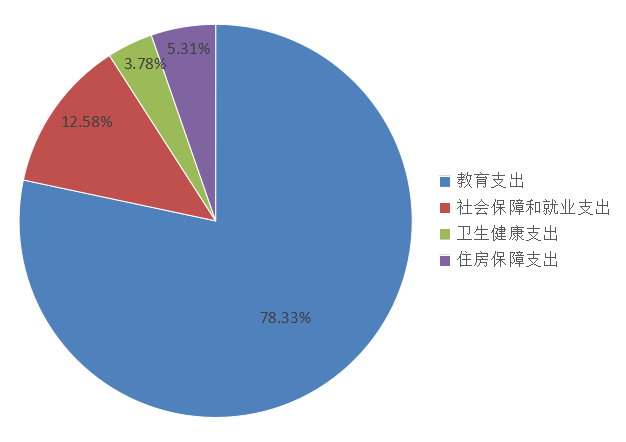 5.31%
3.78%
12.58%
78.33%
教育支出
社会保障和就业支出
卫生健康支出
住房保障支出